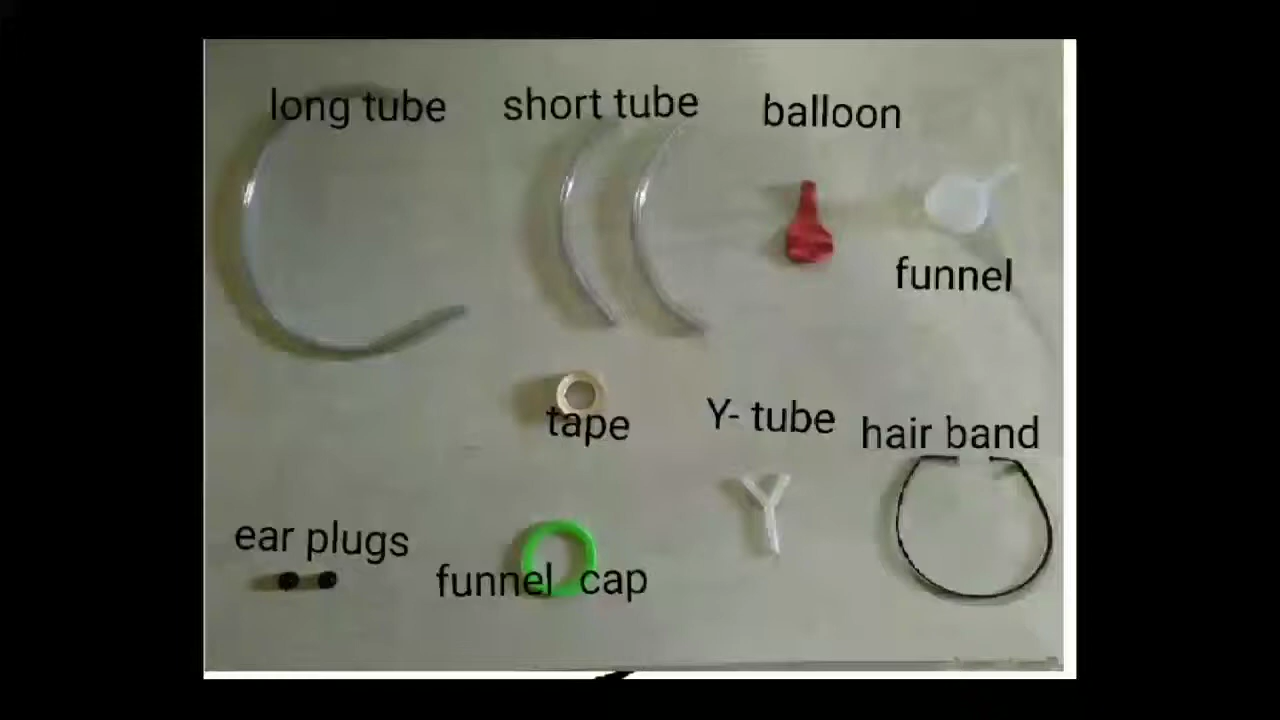 long tube
short tube
balloon
funnel
tape
Y- tube
hair band
ear plugs
funnel cap